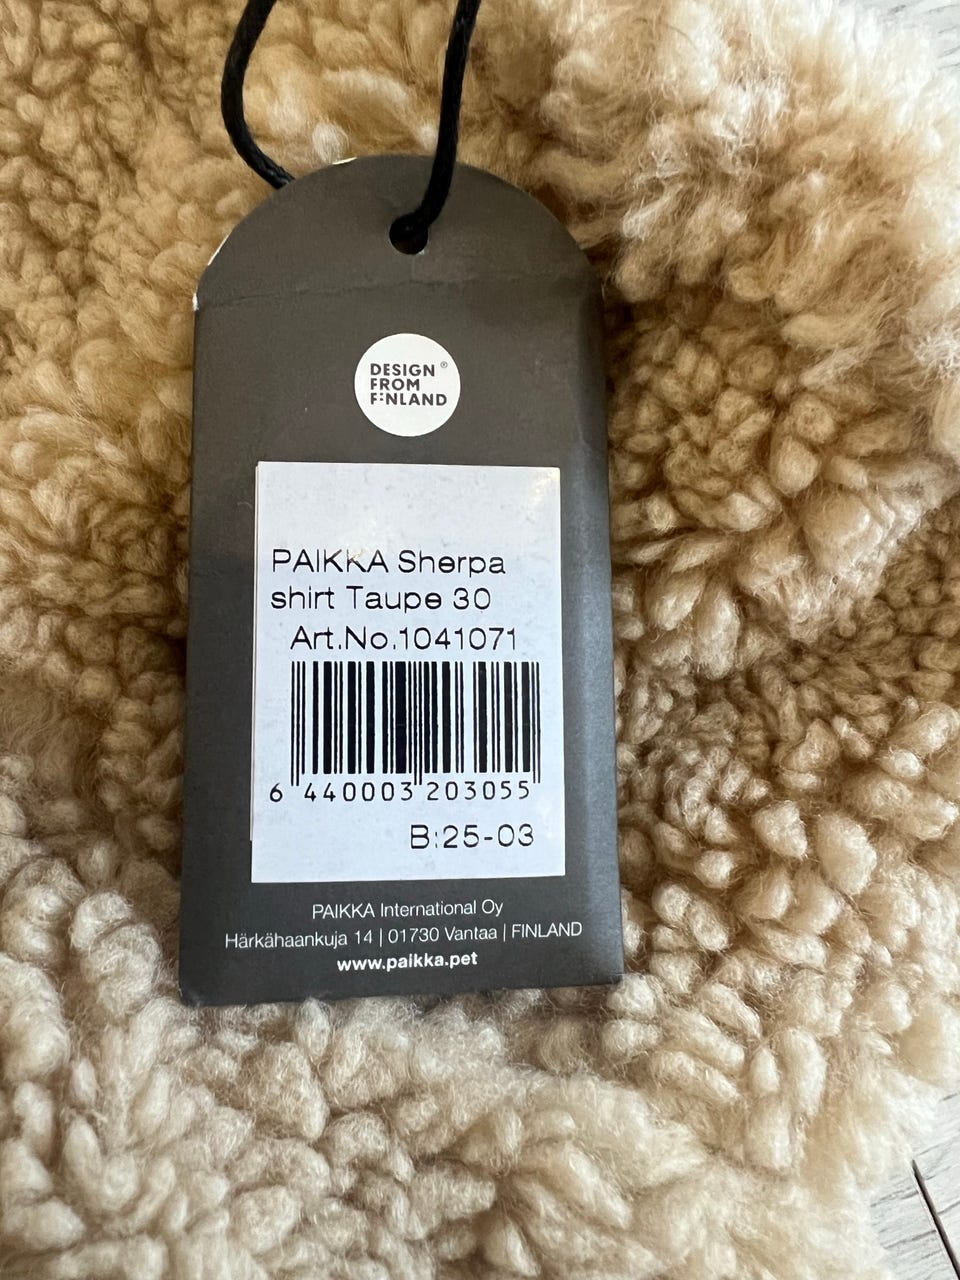 DESIGN ®
FROM
FINLAND
PAIKKA Sherpa
shirt Taupe 30
Art.No.1041071
6 440003 203055
B:25-03
PAIKKA International Oy
Härkähaankuja 14 | 01730 Vantaa | FINLAND
www.paikka.pet